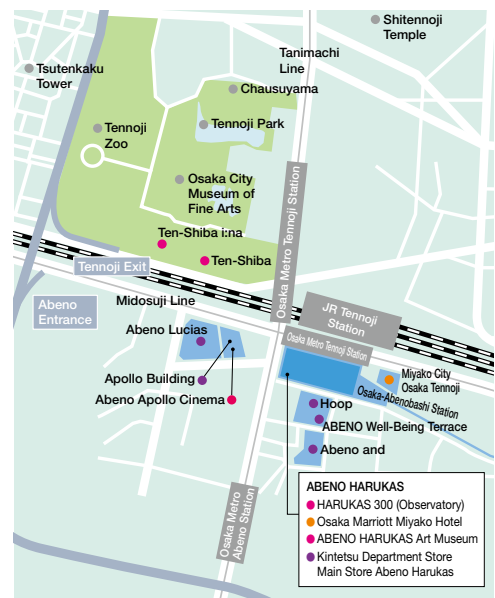 Shitennoji
Temple
Tanimachi
Line
Tsutenkaku
Tower
Chausuyama
Tennoji
Zoo
Tennoji Park
Osaka City
Museum of
Fine Arts
Osaka Metro Tennoji Station
Ten-Shiba i:na
Ten-Shiba
Tennoji Exit
Abeno
Entrance
Midosuji Line
JR Tennoji
Station
Osaka Metro Tennoji Station
Abeno Lucias
Apollo Building
Abeno Apollo Cinema
Miyako City
Osaka Tennoji
Osaka-Abenobashi Station
Hoop
ABENO Well-Being Terrace
Abeno and
Osaka Metro
Abeno Station
ABENO HARUKAS
HARUKAS 300 (Observatory)
Osaka Marriott Miyako Hotel
ABENO HARUKAS Art Museum
Kintetsu Department Store
Main Store Abeno Harukas